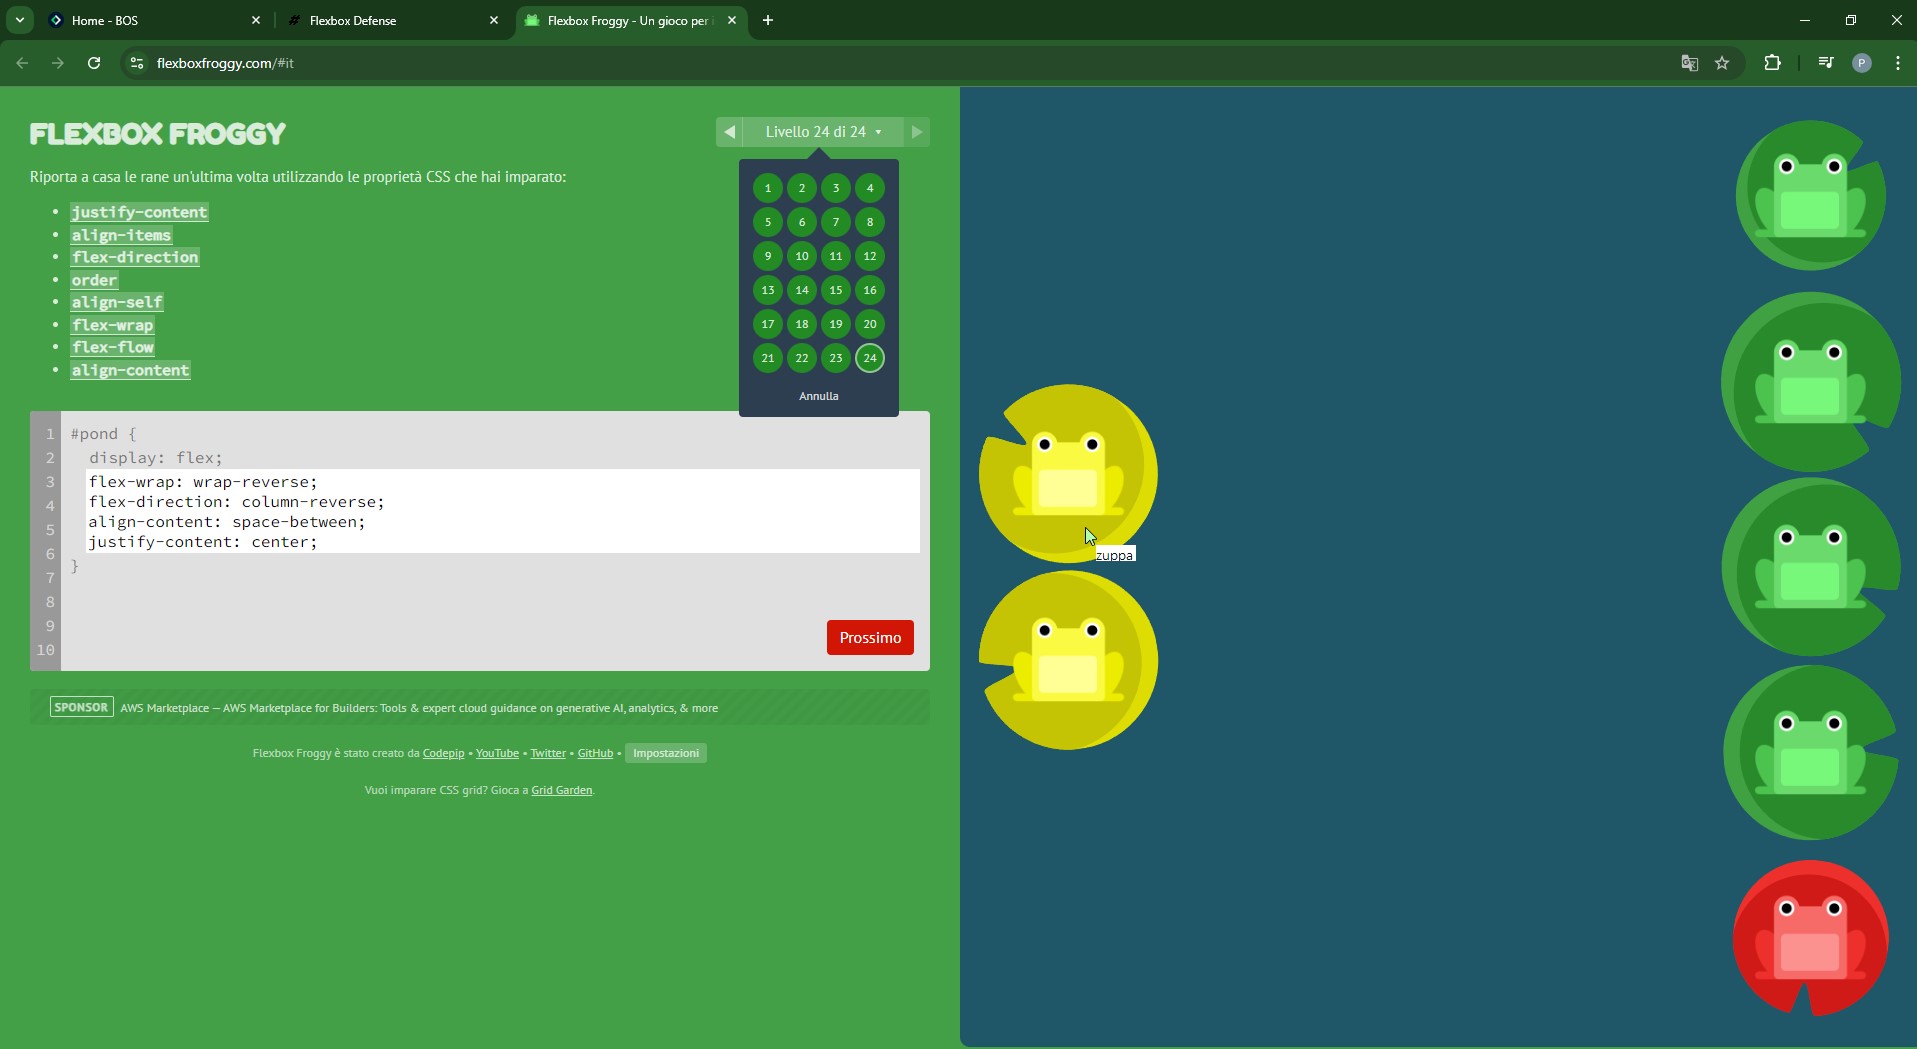 Home - BOS
Flexbox Defense
Flexbox Froggy - Un gioco per i
flexboxfroggy.com/#it
P
FLEXBOX FROGGY
Livello 24 di 24
Riporta a casa le rane un'ultima volta utilizzando le proprietà CSS che hai imparato:
• justify-content
• align-items
• flex-direction
• order
• align-self
• flex-wrap
• flex-flow
• align-content
1 2 3 4
5 6 7 8
9 10 11 12
13 14 15 16
17 18 19 20
21 22 23 24
Annulla
1 #pond {
2 display: flex;
3 flex-wrap: wrap-reverse;
4 flex-direction: column-reverse;
5 align-content: space-between;
6 justify-content: center;
7 }
8
9
10
Prossimo
zuppa
SPONSOR AWS Marketplace — AWS Marketplace for Builders: Tools & expert cloud guidance on generative AI, analytics, & more
Flexbox Froggy è stato creato da Codepip • YouTube • Twitter • GitHub • Impostazioni
Vuoi imparare CSS grid? Gioca a Grid Garden.